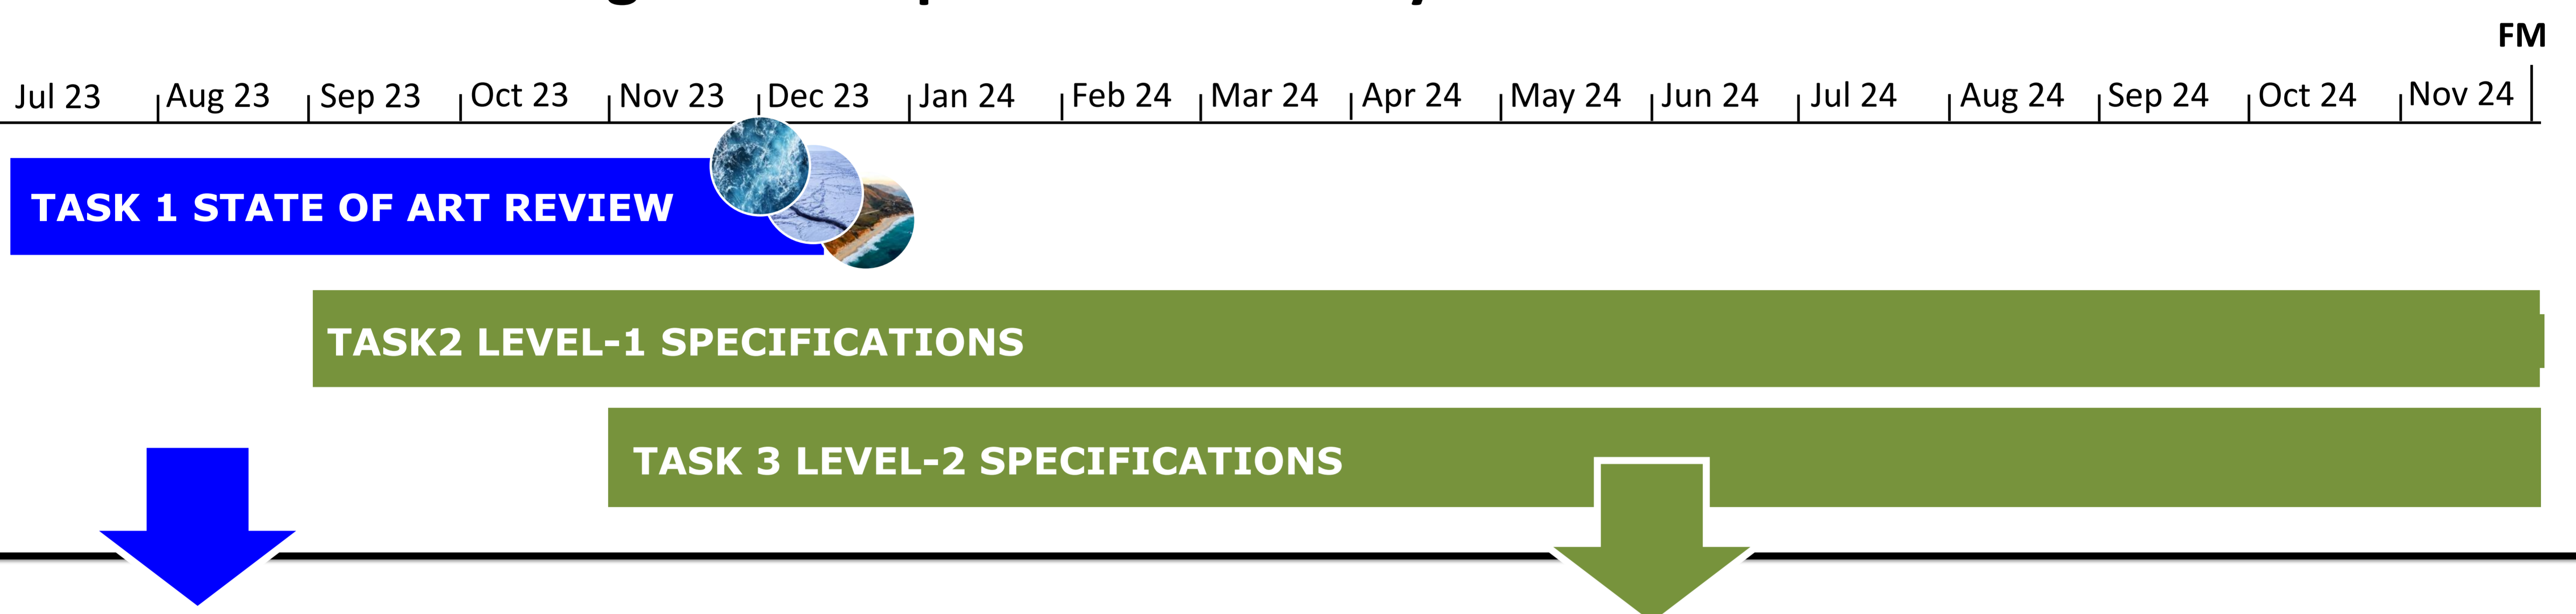 FM
Jul 23 Aug 23 Sep 23 Oct 23 Nov 23 Dec 23 Jan 24 Feb 24 Mar 24 Apr 24 May 24 Jun 24 Jul 24 Aug 24 Sep 24 Oct 24 Nov 24
TASK 1 STATE OF ART REVIEW
TASK2 LEVEL-1 SPECIFICATIONS
TASK 3 LEVEL-2 SPECIFICATIONS